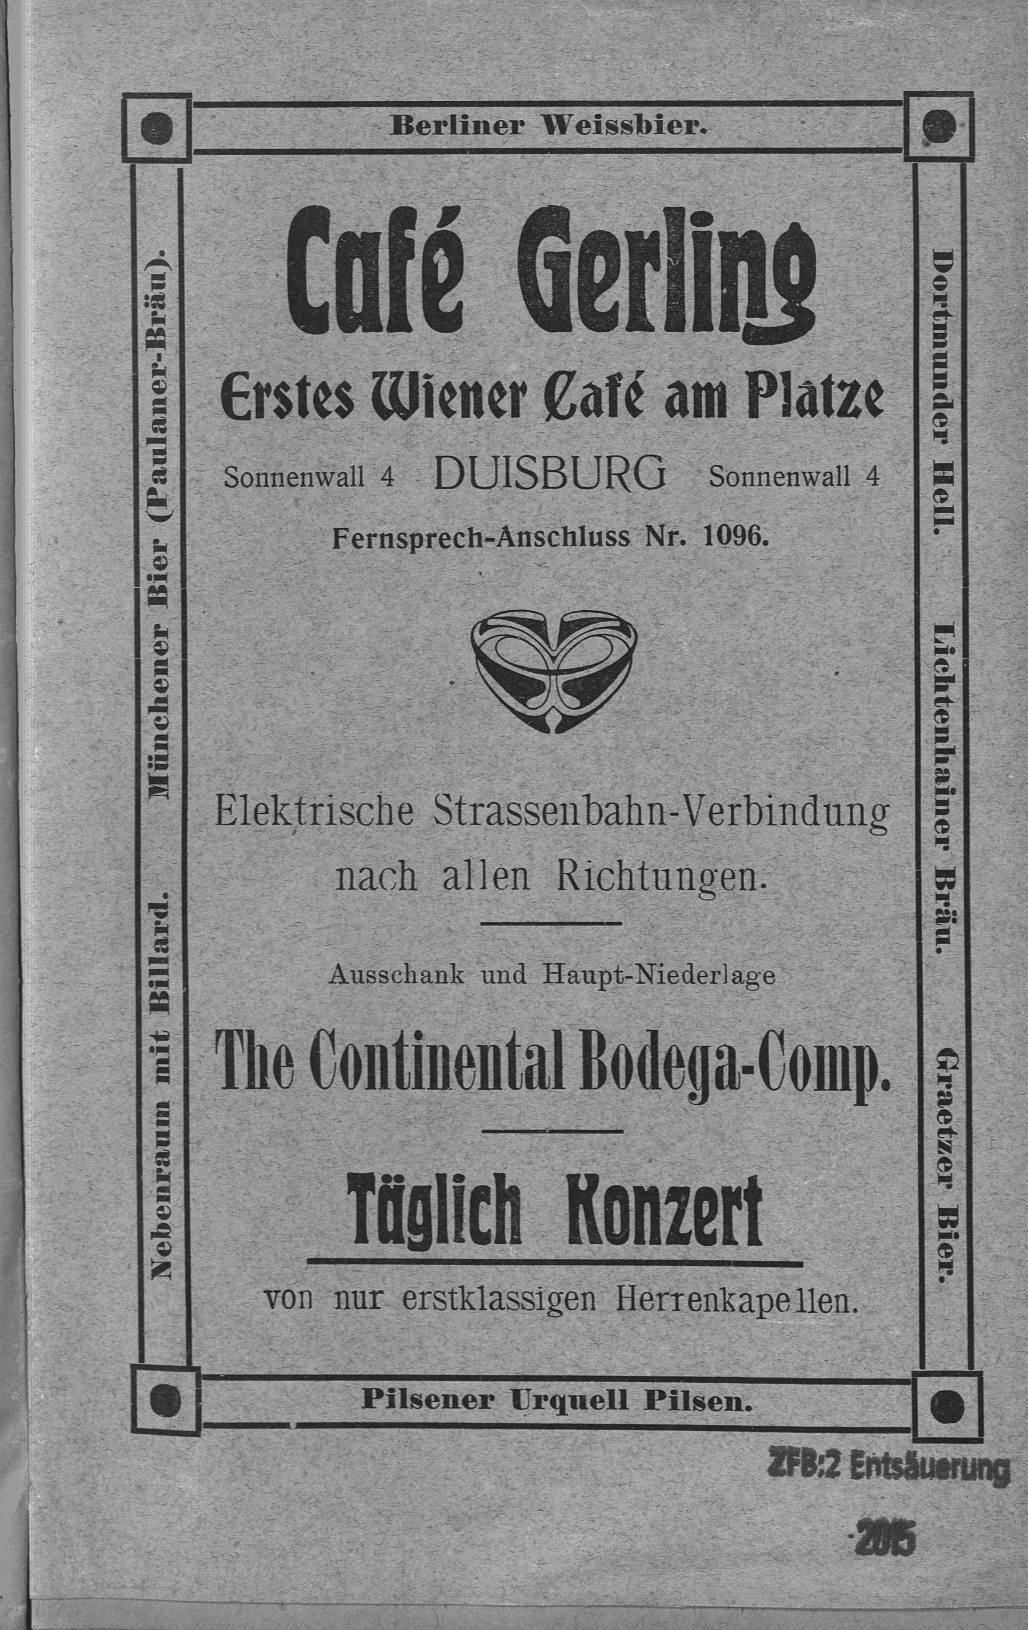 Berliner Weissbier.
Café Gerling
Erstes Wiener Café am Platze
Sonnenwall 4 DUISBURG Sonnenwall 4
Fernsprech-Anschluss Nr. 1096.
Elektrische Strassenbahn-Verbindung
nach allen Richtungen.
Ausschank und Haupt-Niederlage
The Continental Bodega-Comp.
Täglich Konzert
von nur erstklassigen Herrenkapellen.
Nebenraum mit Billard. Münchener Bier (Paulaner-Bräu).
Dortmunder Hell. Lichtenhainer Bräu. Graetzer Bier.
Pilsener Urquell Pilsen.
ZFB:2 Entsäuerung
2015